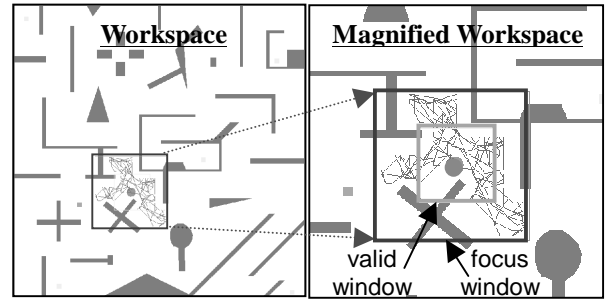 Workspace
Magnified Workspace
valid
window
focus
window